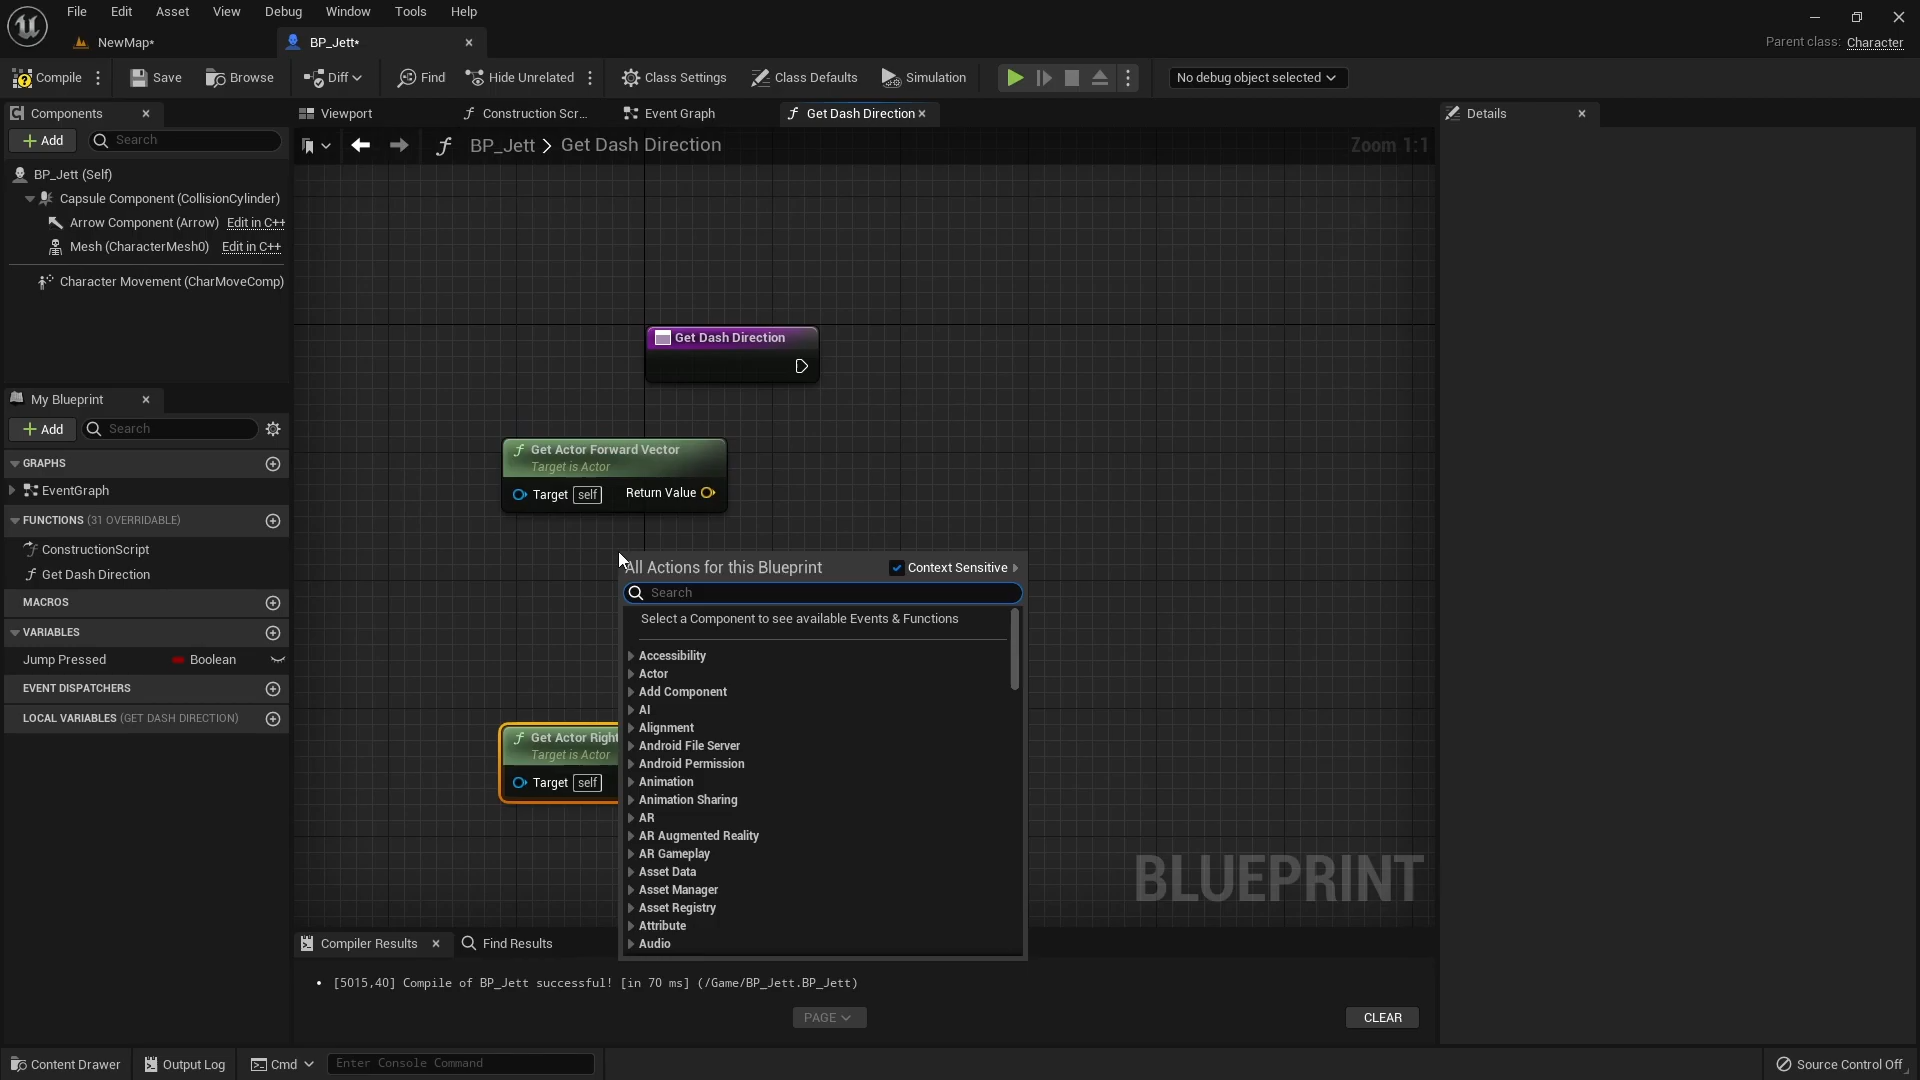 File Edit Asset View Debug Window Tools Help
NewMap*
BP_Jett*
Parent class: Character
Compile Save Browse Diff Find Hide Unrelated Class Settings Class Defaults Simulation No debug object selected
Components
Viewport Construction Scr... Event Graph Get Dash Direction
Details
Add Search
BP_Jett > Get Dash Direction
Zoom 1:1
BP_Jett (Self)
Capsule Component (CollisionCylinder)
Arrow Component (Arrow) Edit in C++
Mesh (CharacterMesh0) Edit in C++
Character Movement (CharMoveComp)
My Blueprint
Add Search
GRAPHS
EventGraph
FUNCTIONS (31 OVERRIDABLE)
ConstructionScript
Get Dash Direction
MACROS
VARIABLES
Jump Pressed Boolean
EVENT DISPATCHERS
LOCAL VARIABLES (GET DASH DIRECTION)
Get Dash Direction
Get Actor Forward Vector
Target is Actor
Target self Return Value
Get Actor Right
Target is Actor
Target self
All Actions for this Blueprint Context Sensitive
Search
Select a Component to see available Events & Functions
Accessibility
Actor
Add Component
AI
Alignment
Android File Server
Android Permission
Animation
Animation Sharing
AR
AR Augmented Reality
AR Gameplay
Asset Data
Asset Manager
Asset Registry
Attribute
Audio
BLUEPRINT
Compiler Results Find Results
[5015,40] Compile of BP_Jett successful! [in 70 ms] (/Game/BP_Jett.BP_Jett)
PAGE
CLEAR
Content Drawer Output Log Cmd Enter Console Command Source Control Off